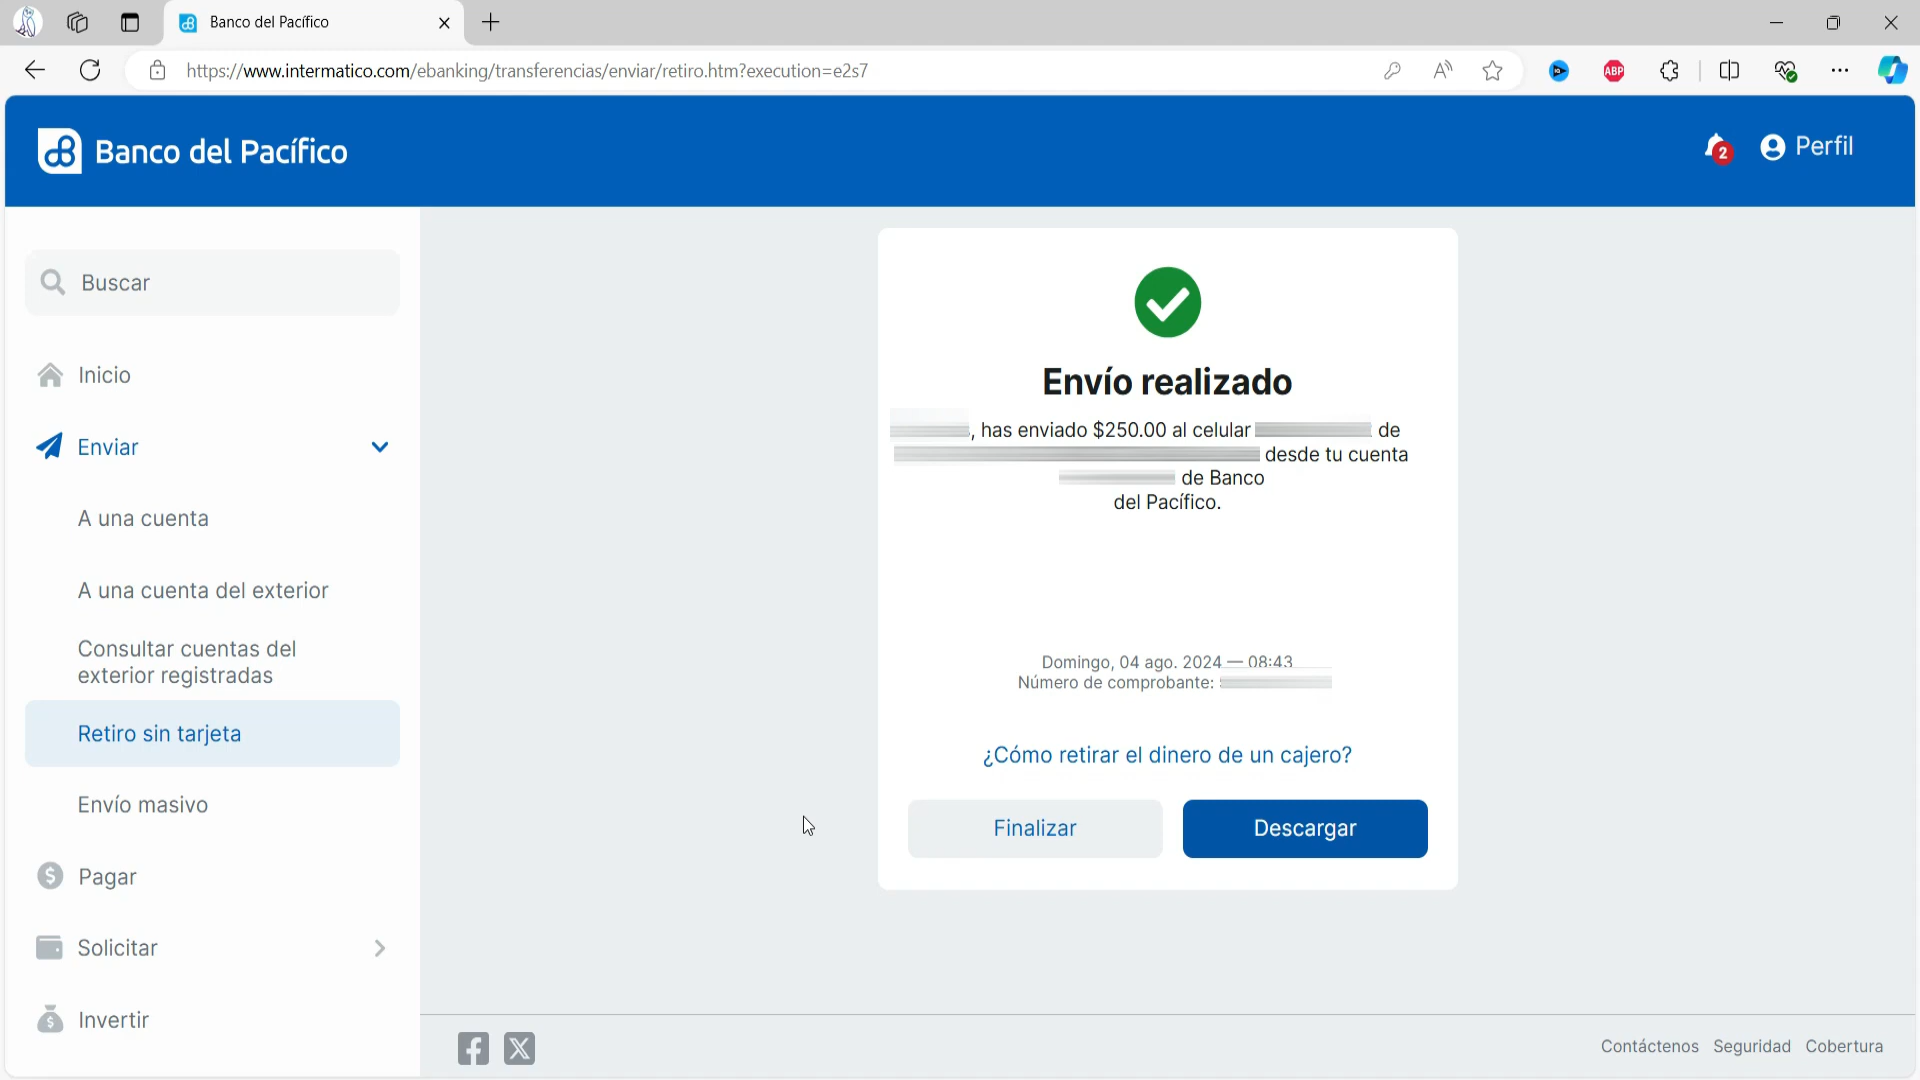 Banco del Pacífico
https://www.intermatico.com/ebanking/transferencias/enviar/retiro.htm?execution=e2s7
ABP
Banco del Pacífico
2
Perfil
Buscar
Inicio
Enviar
A una cuenta
A una cuenta del exterior
Consultar cuentas del
exterior registradas
Retiro sin tarjeta
Envío masivo
Pagar
Solicitar
Invertir
Envío realizado
, has enviado $250.00 al celular de
desde tu cuenta
de Banco
del Pacífico.
Domingo, 04 ago. 2024 — 08:43
Número de comprobante:
¿Cómo retirar el dinero de un cajero?
Finalizar
Descargar
Contáctenos Seguridad Cobertura